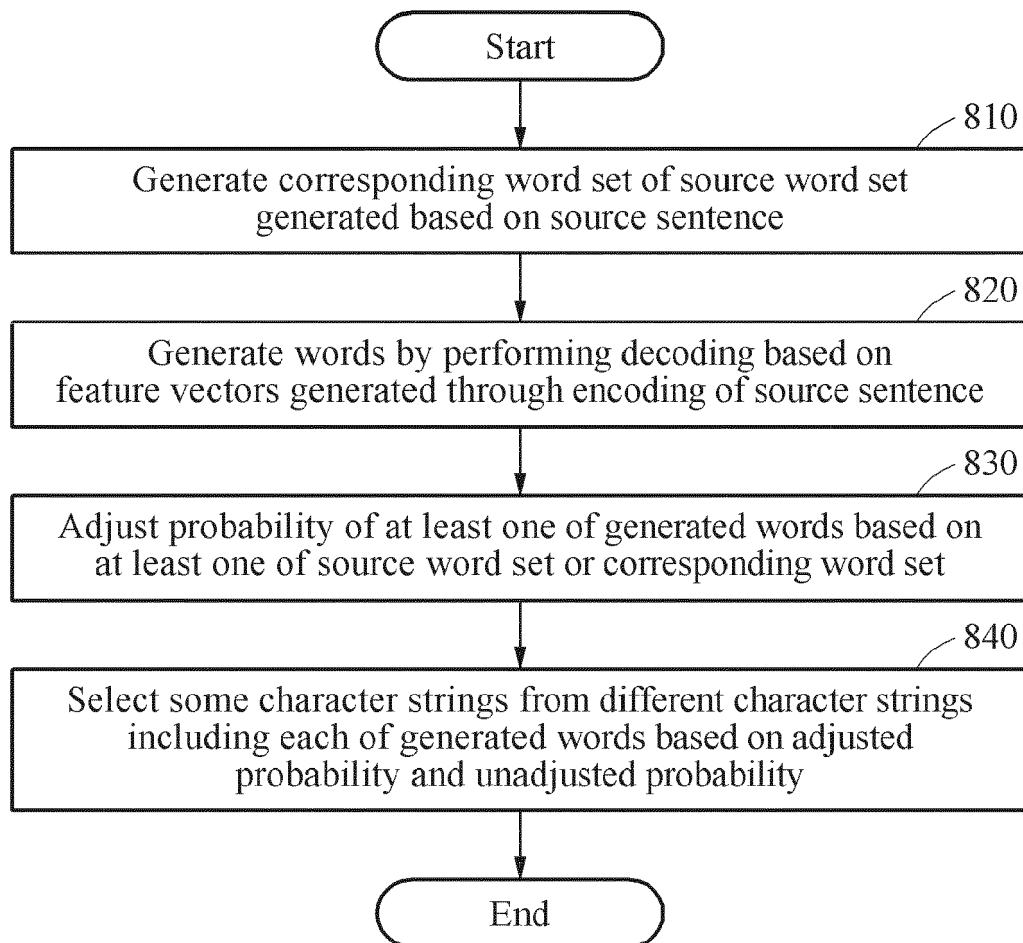 Start
810
Generate corresponding word set of source word set
generated based on source sentence
820
Generate words by performing decoding based on
feature vectors generated through encoding of source sentence
830
Adjust probability of at least one of generated words based on
at least one of source word set or corresponding word set
840
Select some character strings from different character strings
including each of generated words based on adjusted
probability and unadjusted probability
End